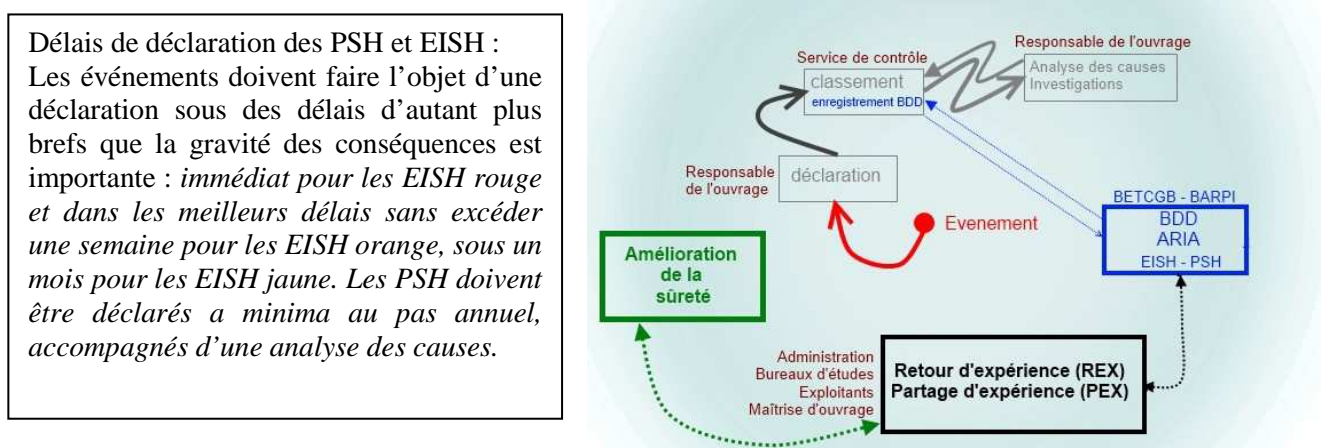 Délais de déclaration des PSH et EISH :
Les événements doivent faire l’objet d’une
déclaration sous des délais d’autant plus
brefs que la gravité des conséquences est
importante : immédiat pour les EISH rouge
et dans les meilleurs délais sans excéder
une semaine pour les EISH orange, sous un
mois pour les EISH jaune. Les PSH doivent
être déclarés a minima au pas annuel,
accompagnés d’une analyse des causes.
Service de contrôle
classement
enregistrement BDD
Responsable de l'ouvrage
Analyse des causes
Investigations
Responsable
de l'ouvrage
déclaration
Evenement
BETCGB - BARPI
BDD
ARIA
EISH - PSH
Amélioration
de la
sûreté
Administration
Bureaux d'études
Exploitants
Maîtrise d'ouvrage
Retour d'expérience (REX)
Partage d'expérience (PEX)